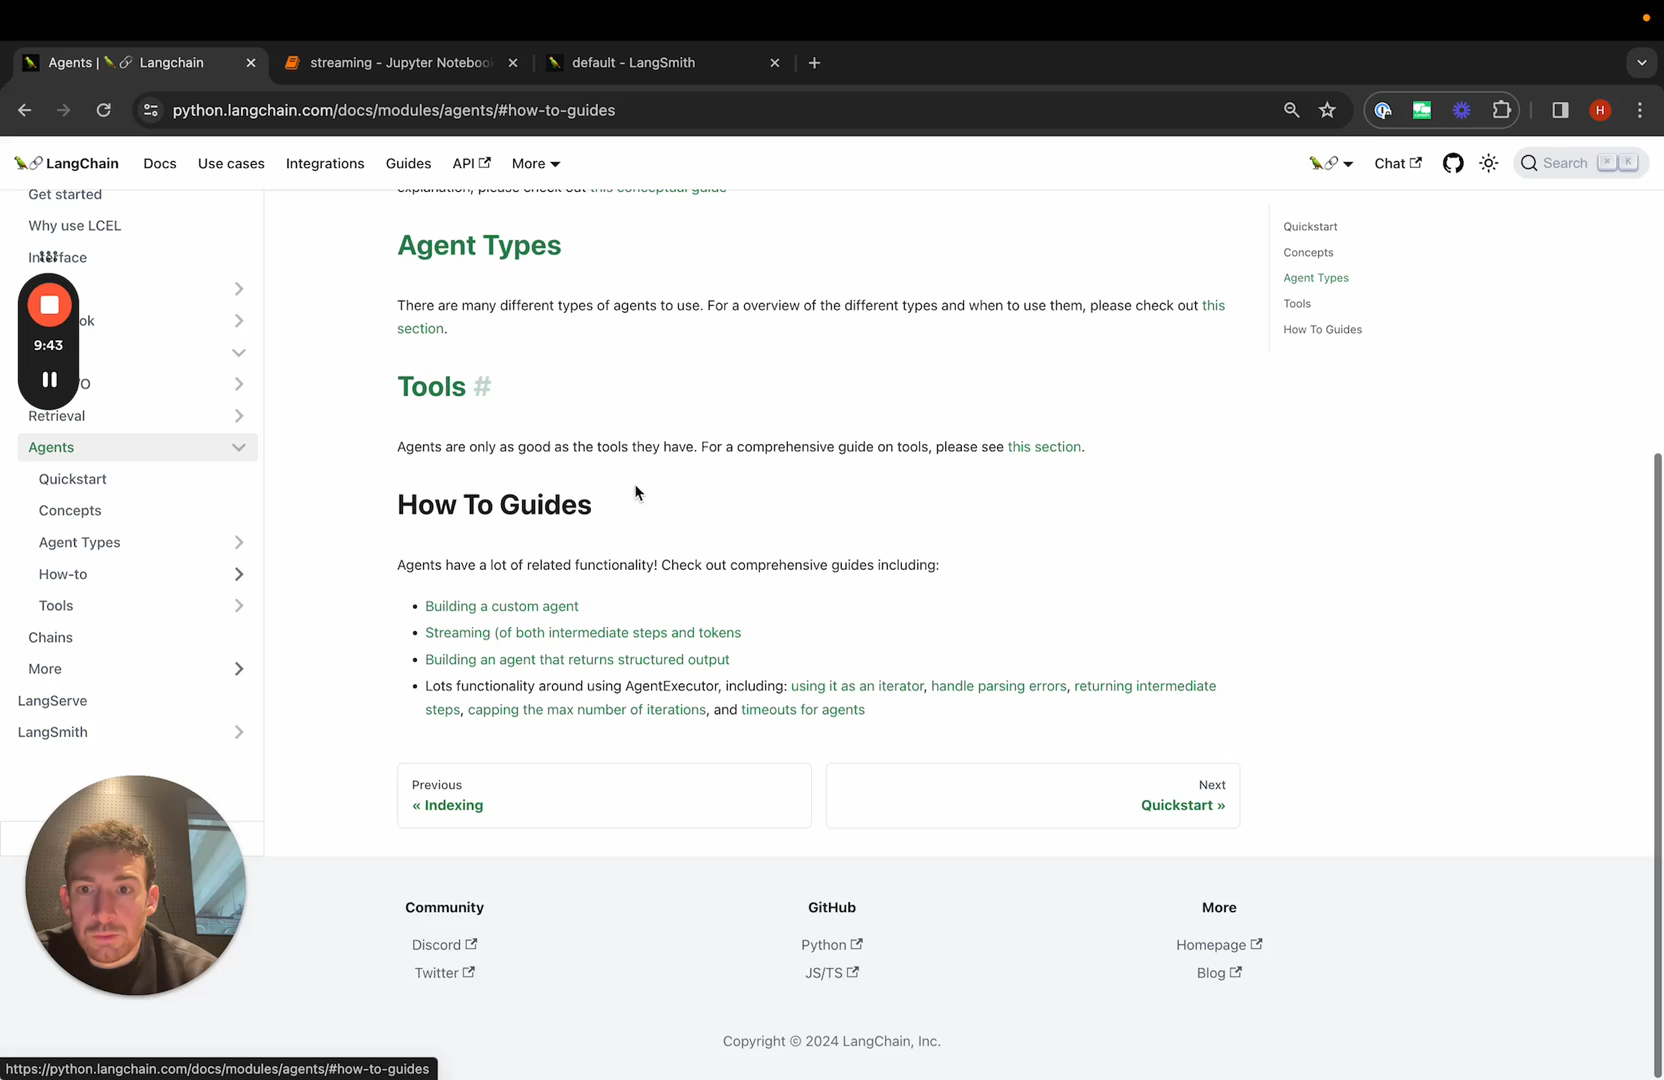 Agents | Langchain
streaming - Jupyter Noteboo
default - LangSmith
python.langchain.com/docs/modules/agents/#how-to-guides
H
LangChain
Docs
Use cases
Integrations
Guides
API
More
Chat
Search
K
Get started
Why use LCEL
Interface
ok
/O
Retrieval
Agents
Quickstart
Concepts
Agent Types
How-to
Tools
Chains
More
LangServe
LangSmith
9:43
explanation, please check out this conceptual guide
Agent Types
There are many different types of agents to use. For a overview of the different types and when to use them, please check out this
section.
Tools #
Agents are only as good as the tools they have. For a comprehensive guide on tools, please see this section.
How To Guides
Agents have a lot of related functionality! Check out comprehensive guides including:
• Building a custom agent
• Streaming (of both intermediate steps and tokens
• Building an agent that returns structured output
• Lots functionality around using AgentExecutor, including: using it as an iterator, handle parsing errors, returning intermediate
steps, capping the max number of iterations, and timeouts for agents
Previous
« Indexing
Next
Quickstart »
Quickstart
Concepts
Agent Types
Tools
How To Guides
Community
Discord
Twitter
GitHub
Python
JS/TS
More
Homepage
Blog
Copyright © 2024 LangChain, Inc.
https://python.langchain.com/docs/modules/agents/#how-to-guides